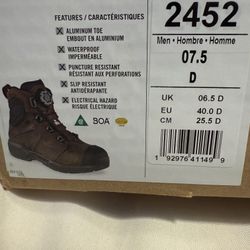 FEATURES / CARACTÉRISTIQUES
ALUMINUM TOE
EMBOUT EN ALUMINIUM
WATERPROOF
IMPERMÉABLE
PUNCTURE RESISTANT
RÉSISTANT AUX PERFORATIONS
SLIP RESISTANT
ANTIDÉRAPANTE
ELECTRICAL HAZARD
RISQUE ÉLECTRIQUE
BOA
2452
Men • Hombre • Homme
07.5
D
UK 06.5 D
EU 40.0 D
CM 25.5 D
1 92976 41149 9